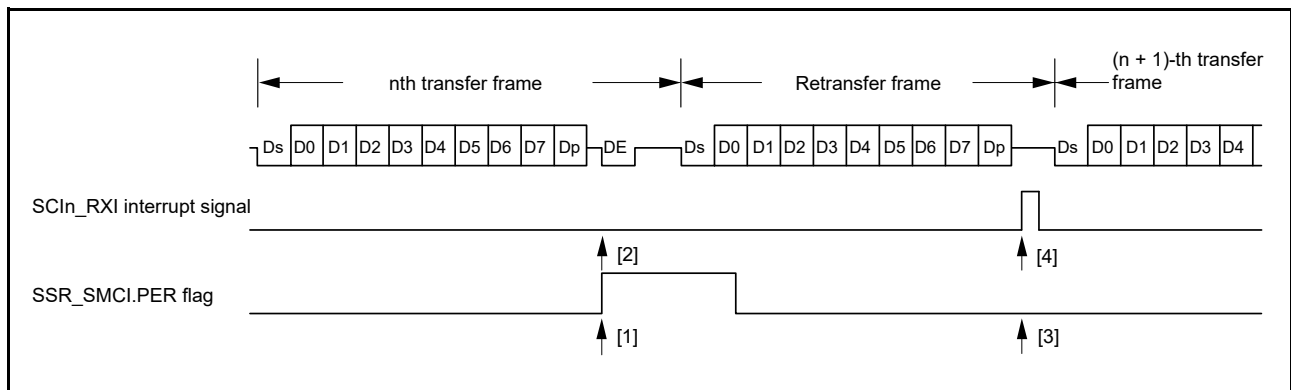 (n + 1)-th transfer
frame
nth transfer frame
Retransfer frame
Ds D0 D1 D2 D3 D4 D5 D6 D7 Dp DE Ds D0 D1 D2 D3 D4 D5 D6 D7 Dp Ds D0 D1 D2 D3 D4
SCIn_RXI interrupt signal
[2] [4]
SSR_SMCI.PER flag
[1] [3]